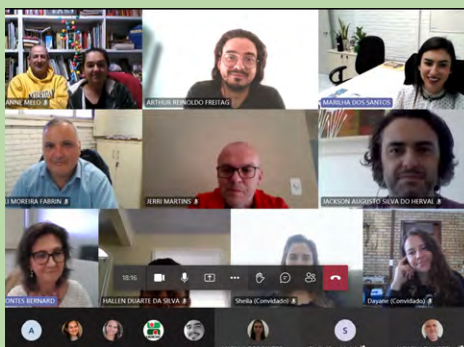 ANNE MELO
ARTHUR REINOLDO FREITAG
MARILHA DOS SANTOS
LI MOREIRA FABRIN
JERRI MARTINS
JACKSON AUGUSTO SILVA DO HERVAL
ONTES BERNARD
HALLEN DUARTE DA SILVA
Sheila (Convidado)
Dayane (Convidado)
18:16
A
S